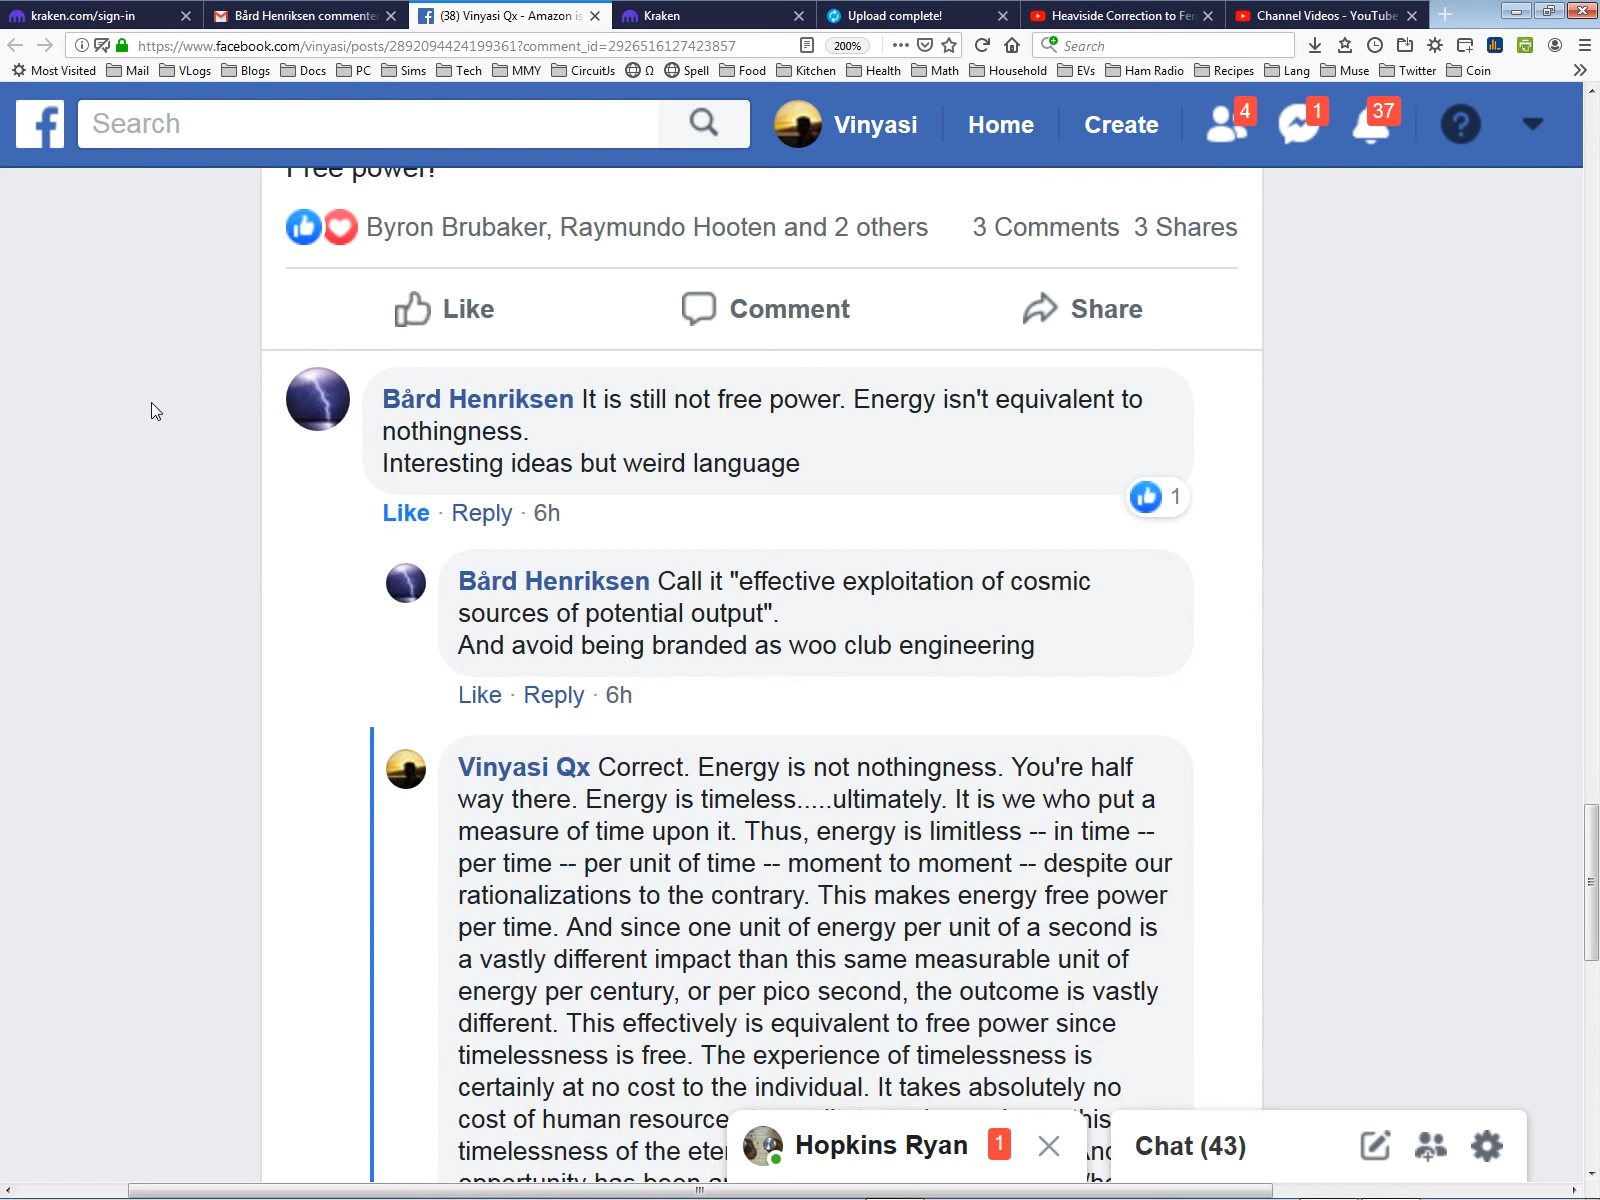 kraken.com/sign-in
Bård Henriksen commente
(38) Vinyasi Qx - Amazon is
Kraken
Upload complete!
Heaviside Correction to Fer
Channel Videos - YouTube
https://www.facebook.com/vinyasi/posts/2892094424199361?comment_id=2926516127423857
200%
Search
Most Visited Mail VLogs Blogs Docs PC Sims Tech MMY CircuitJs Ω Spell Food Kitchen Health Math Household EVs Ham Radio Recipes Lang Muse Twitter Coin
Search
Vinyasi Home Create 4 1 37
Free power!
Byron Brubaker, Raymundo Hooten and 2 others 3 Comments 3 Shares
Like Comment Share
Bård Henriksen It is still not free power. Energy isn't equivalent to
nothingness.
Interesting ideas but weird language
1
Like · Reply · 6h
Bård Henriksen Call it "effective exploitation of cosmic
sources of potential output".
And avoid being branded as woo club engineering
Like · Reply · 6h
Vinyasi Qx Correct. Energy is not nothingness. You're half
way there. Energy is timeless.....ultimately. It is we who put a
measure of time upon it. Thus, energy is limitless -- in time --
per time -- per unit of time -- moment to moment -- despite our
rationalizations to the contrary. This makes energy free power
per time. And since one unit of energy per unit of a second is
a vastly different impact than this same measurable unit of
energy per century, or per pico second, the outcome is vastly
different. This effectively is equivalent to free power since
timelessness is free. The experience of timelessness is
certainly at no cost to the individual. It takes absolutely no
cost of human resource
timelessness of the
Hopkins Ryan 1
Chat (43)